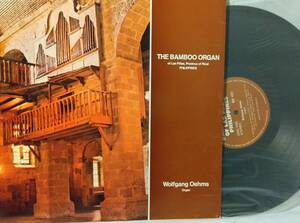 THE BAMBOO ORGAN
of Las Piñas, Province of Rizal
PHILIPPINES
Wolfgang Oehms
Organ